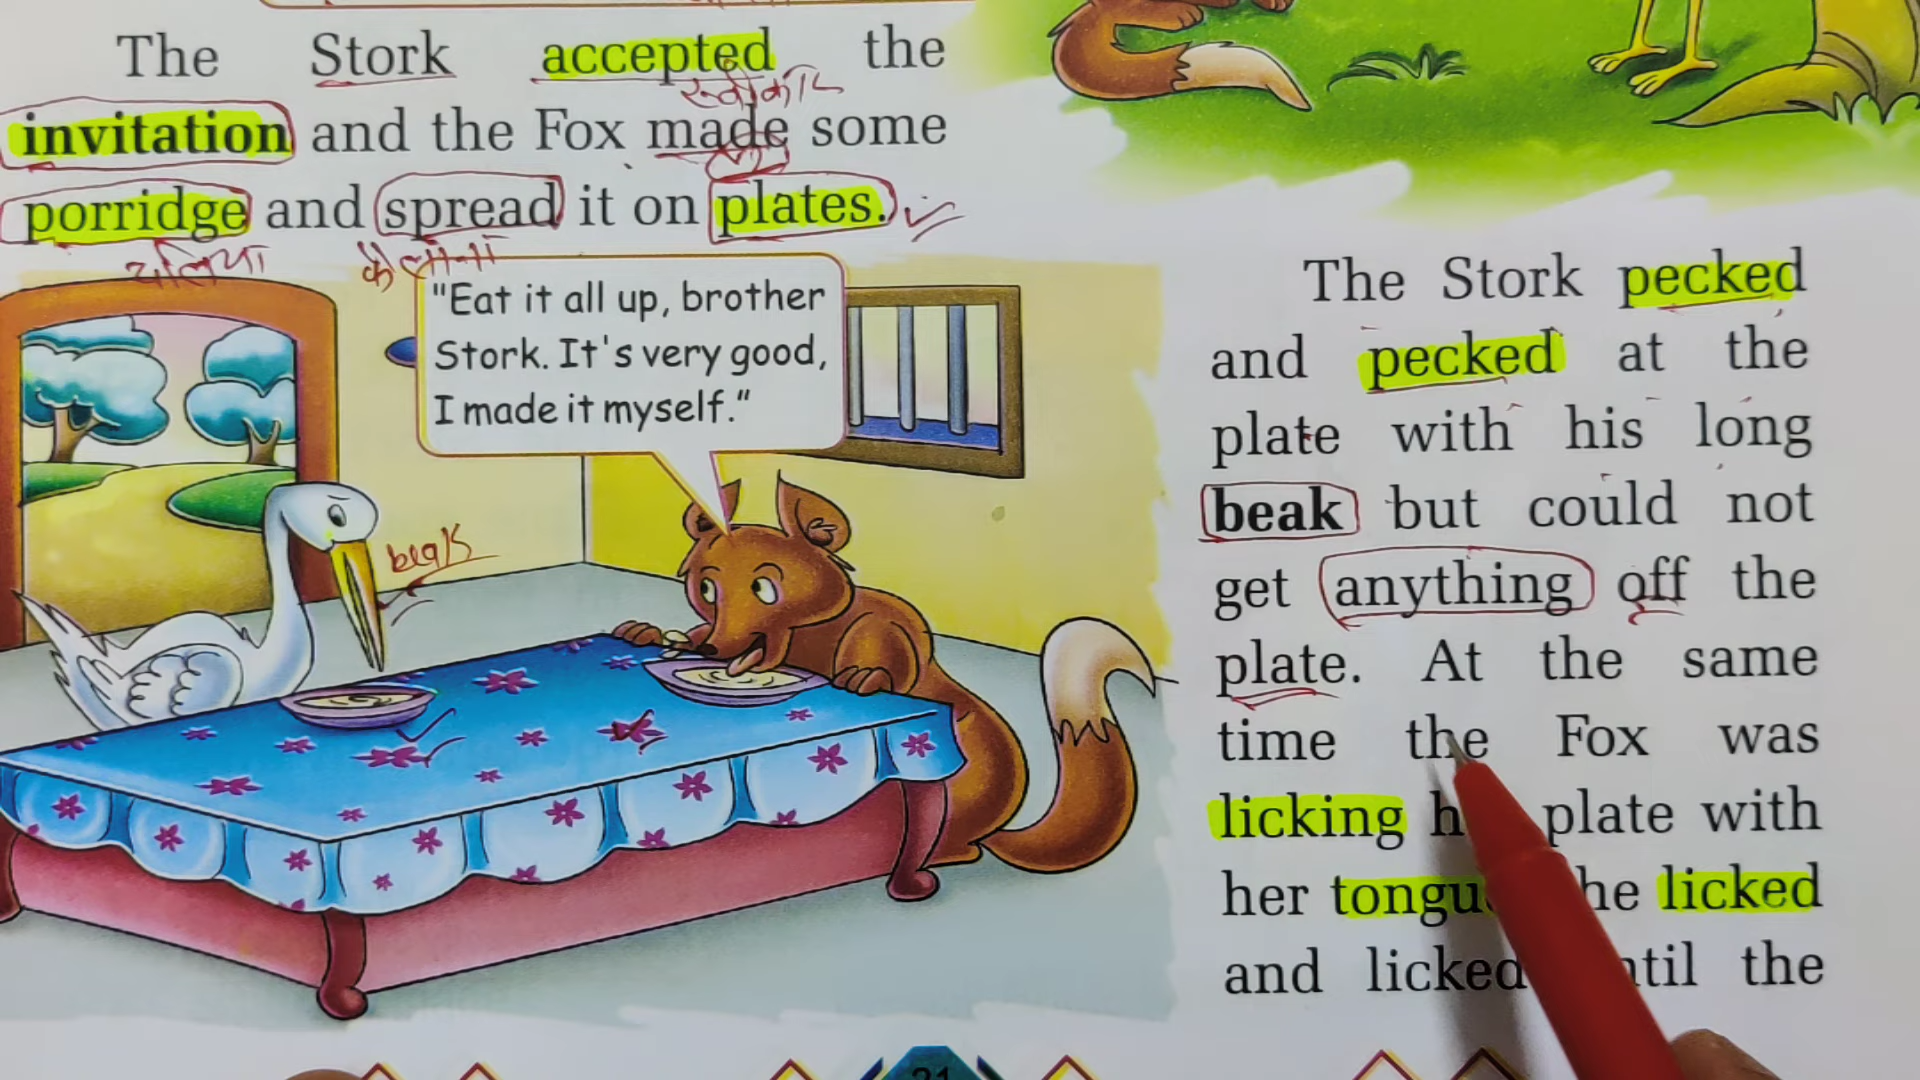 The Stork accepted the
स्वीकार
invitation and the Fox made some
porridge and spread it on plates.
दलिया फैलाना
"Eat it all up, brother
Stork. It's very good,
I made it myself."
beak
The Stork pecked
and pecked at the
plate with his long
beak but could not
get anything off the
plate. At the same
time the Fox was
licking plate with
her licked
and licked the
21